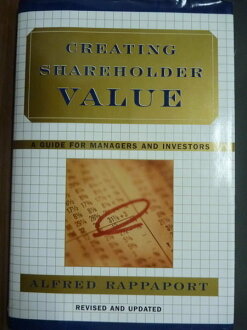 CREATING
SHAREHOLDER
VALUE
A GUIDE FOR MANAGERS AND INVESTORS
ALFRED RAPPAPORT
REVISED AND UPDATED